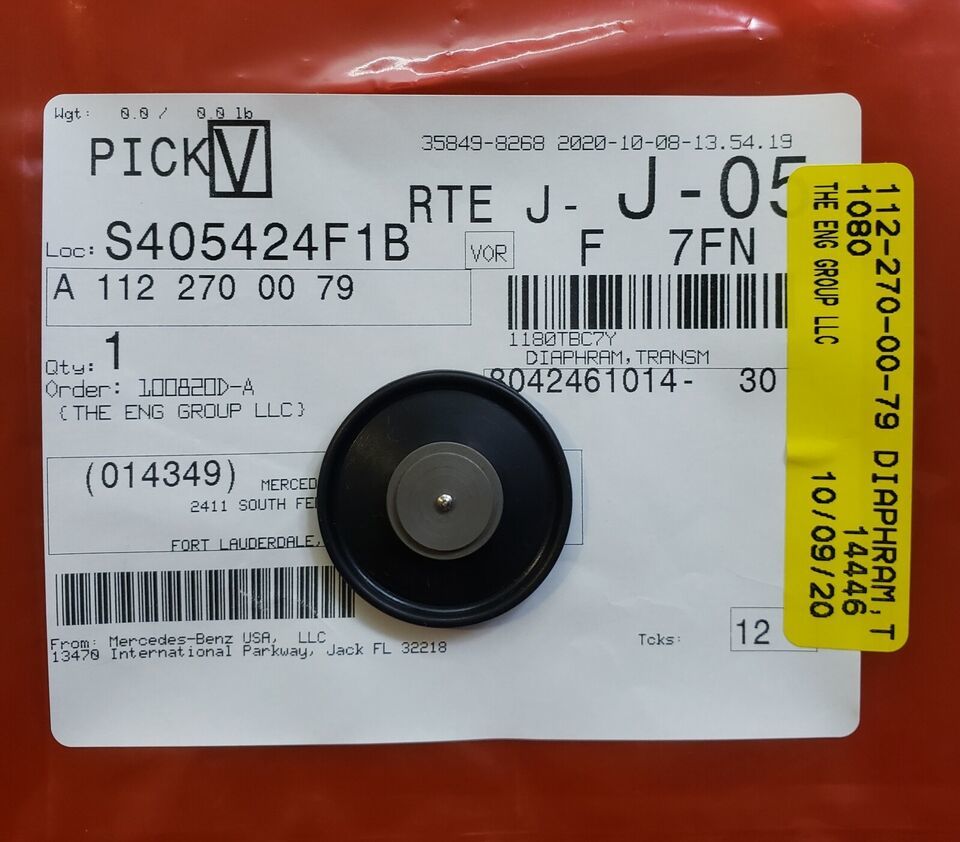 Wgt: 0.0 / 0.0 lb
PICK V
35849-8268 2020-10-08-13.54.19
RTE J- J-05
Loc: S405424F1B
VOR F 7FN
A 112 270 00 79
1180TBC7Y
DIAPHRAM,TRANSM
Qty: 1
8042461014- 30
Order: 100820D-A
{THE ENG GROUP LLC}
(014349)
2411 SOUTH
FORT LAUDERDALE,
From: Mercedes-Benz USA, LLC
13470 International Parkway, Jack FL 32218
Tcks: 12
112-270-00-79 DIAPHRAM,T
1080 14446
THE ENG GROUP LLC 10/09/20